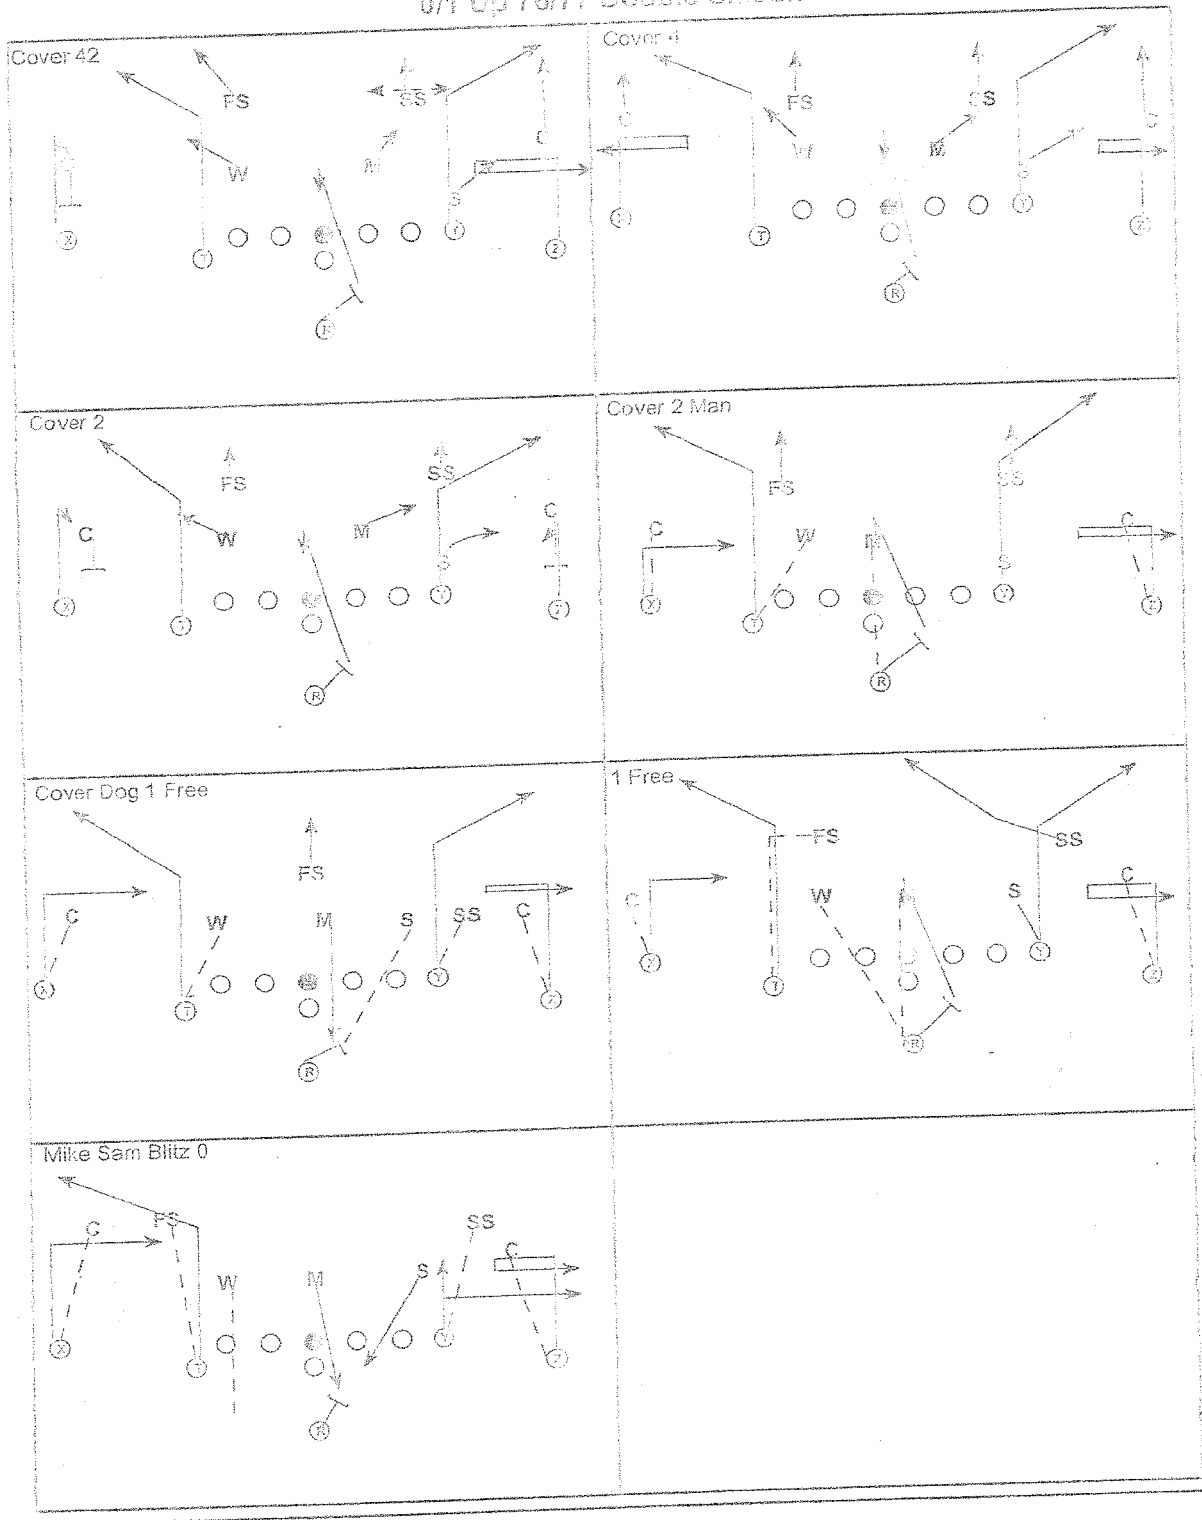 Cover 42
Cover 4
FS SS
FS SS
C
C C
W M
W M
S
S
X T Y Z
X T Y Z
R
R
Cover 2
Cover 2 Man
FS SS
FS SS
C W M C
C W C
S
S
X T Y Z
X T Y Z
R
R
Cover Dog 1 Free
1 Free
FS
FS SS
C W M S SS C
C W S C
X T Y Z
X T Y Z
R
R
Mike Sam Blitz 0
C FS SS C
W M S
X T Y Z
R